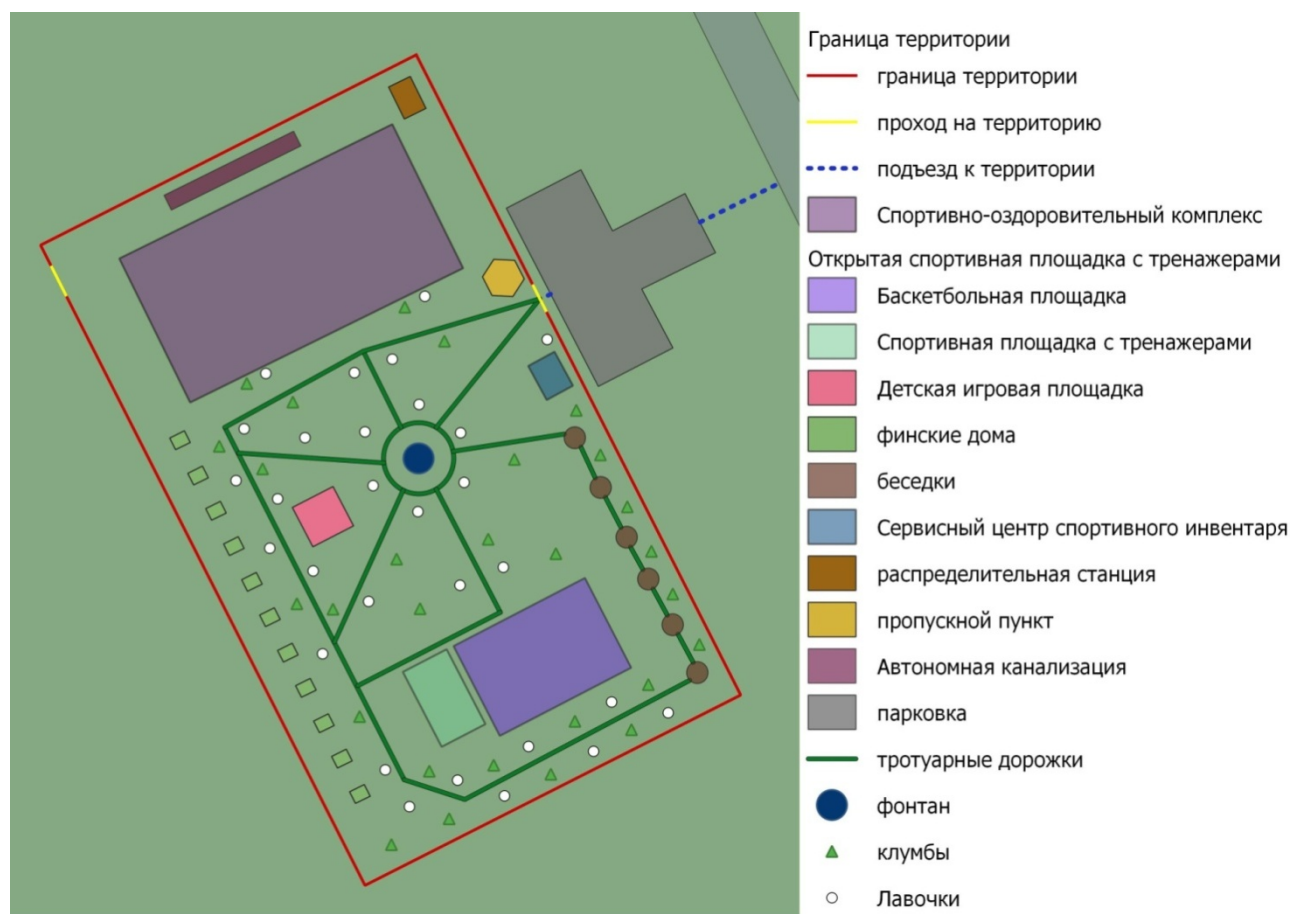 Граница территории
граница территории
проход на территорию
подъезд к территории
Спортивно-оздоровительный комплекс
Открытая спортивная площадка с тренажерами
Баскетбольная площадка
Спортивная площадка с тренажерами
Детская игровая площадка
финские дома
беседки
Сервисный центр спортивного инвентаря
распределительная станция
пропускной пункт
Автономная канализация
парковка
тротуарные дорожки
фонтан
клумбы
Лавочки